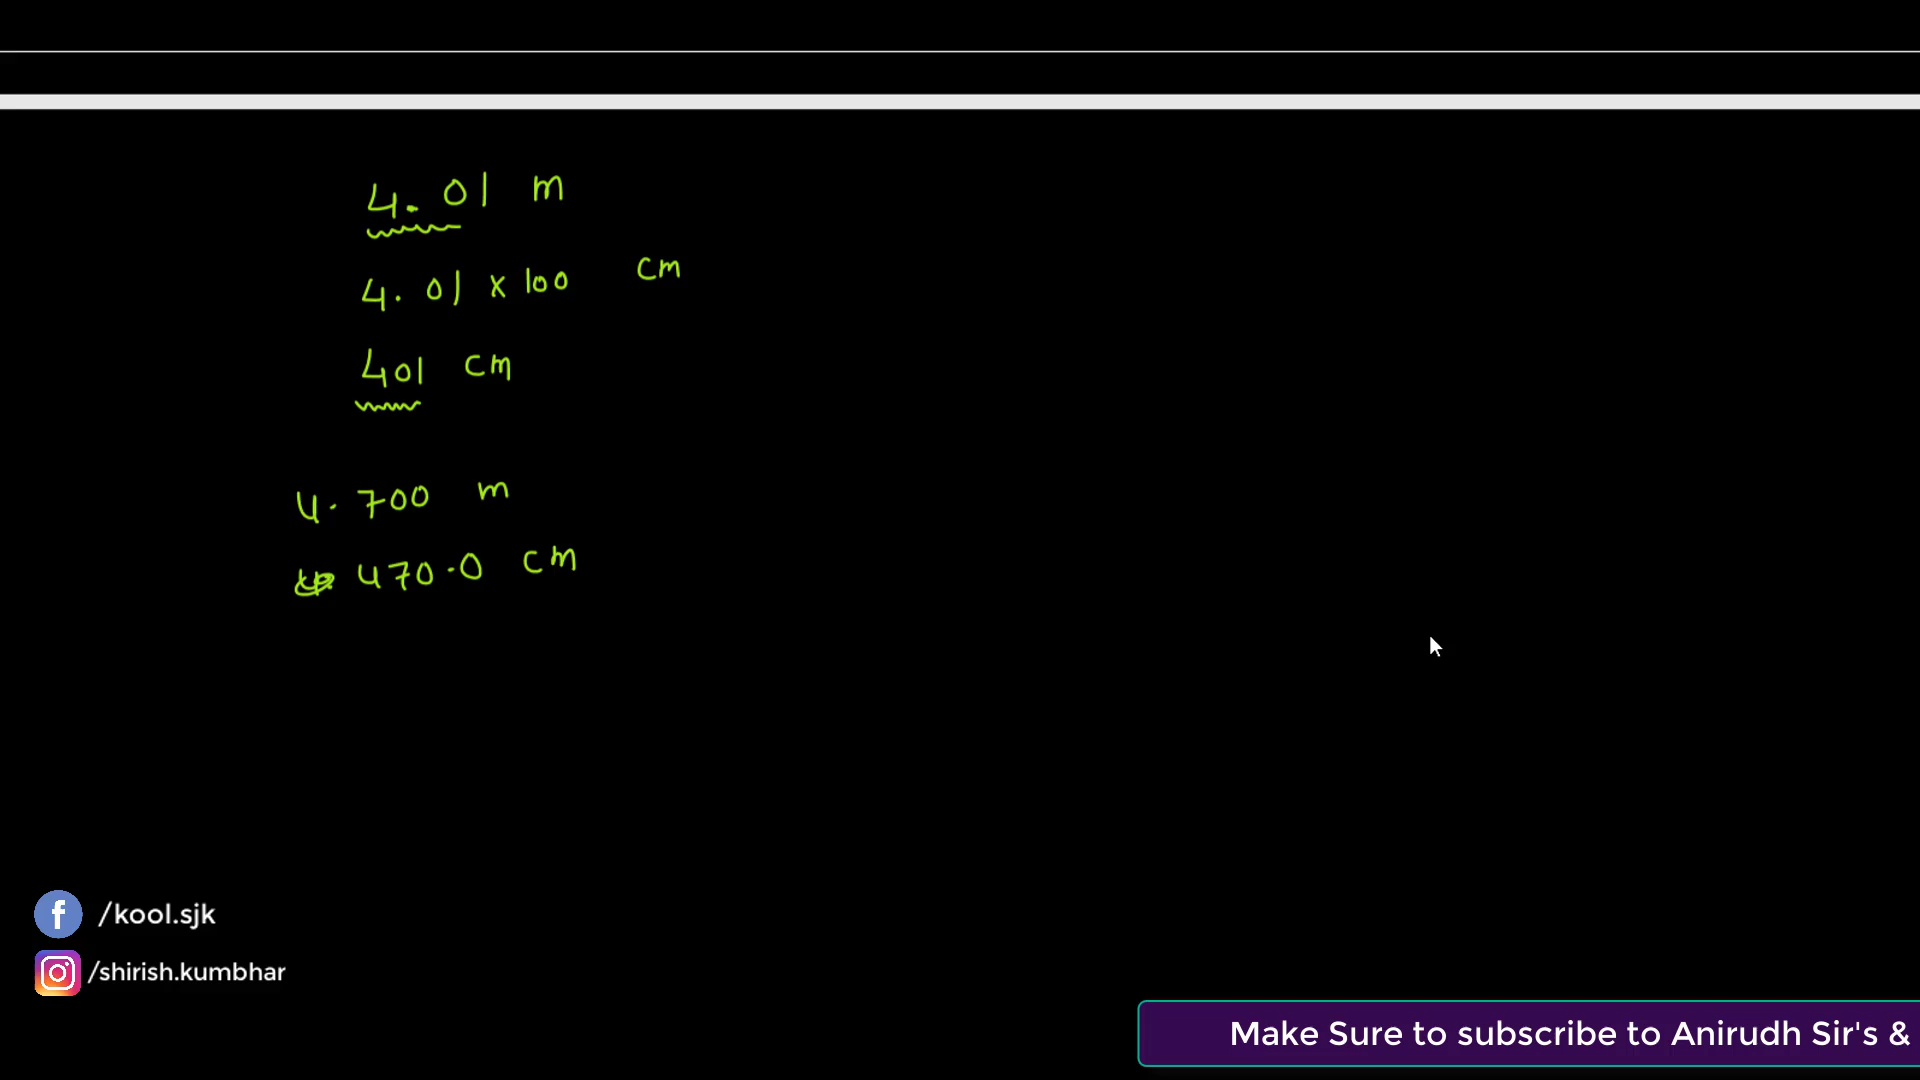 4.01 m
4.01 x 100 cm
401 cm
4.700 m
470.0 cm
/kool.sjk
/shirish.kumbhar
Make Sure to subscribe to Anirudh Sir's &